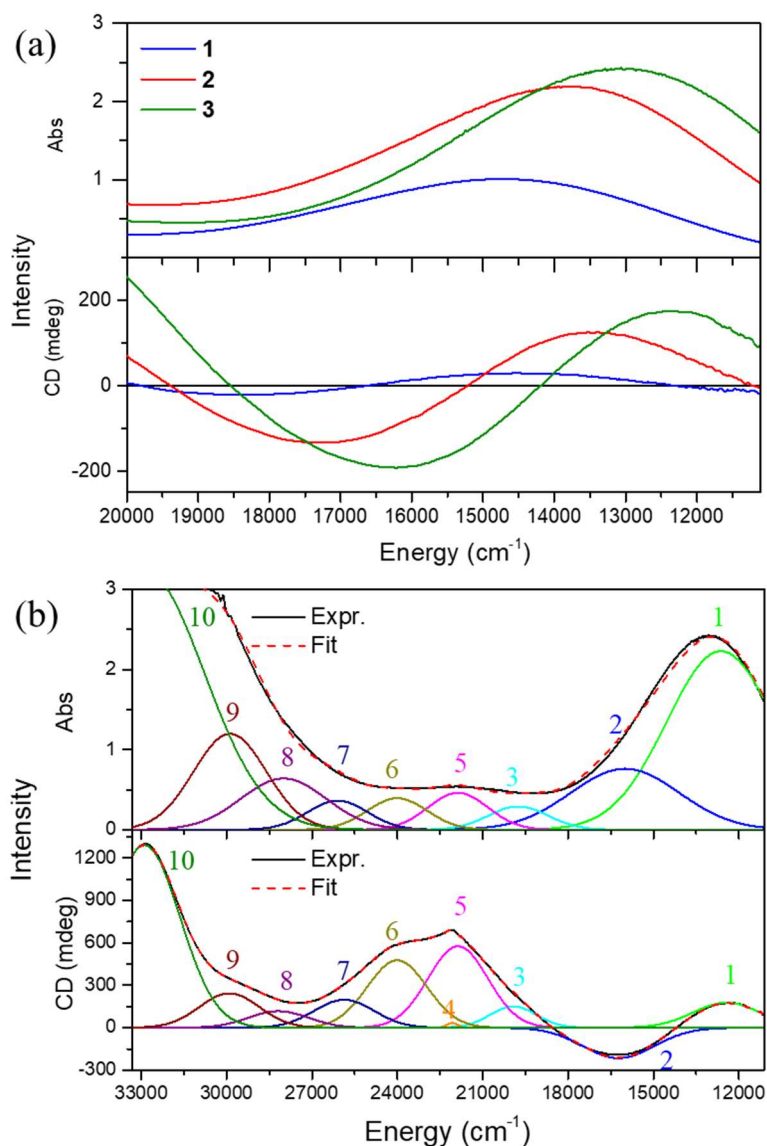 (a)
3
2
1
Abs
1
2
3
Intensity
200
0
-200
CD (mdeg)
20000 19000 18000 17000 16000 15000 14000 13000 12000
Energy (cm-1)
(b)
3
2
1
0
Abs
Expr.
Fit
10
9
8
7
6
5
3
2
1
Intensity
1200
900
600
300
0
-300
CD (mdeg)
Expr.
Fit
10
9
8
7
6
5
4
3
2
1
33000 30000 27000 24000 21000 18000 15000 12000
Energy (cm-1)